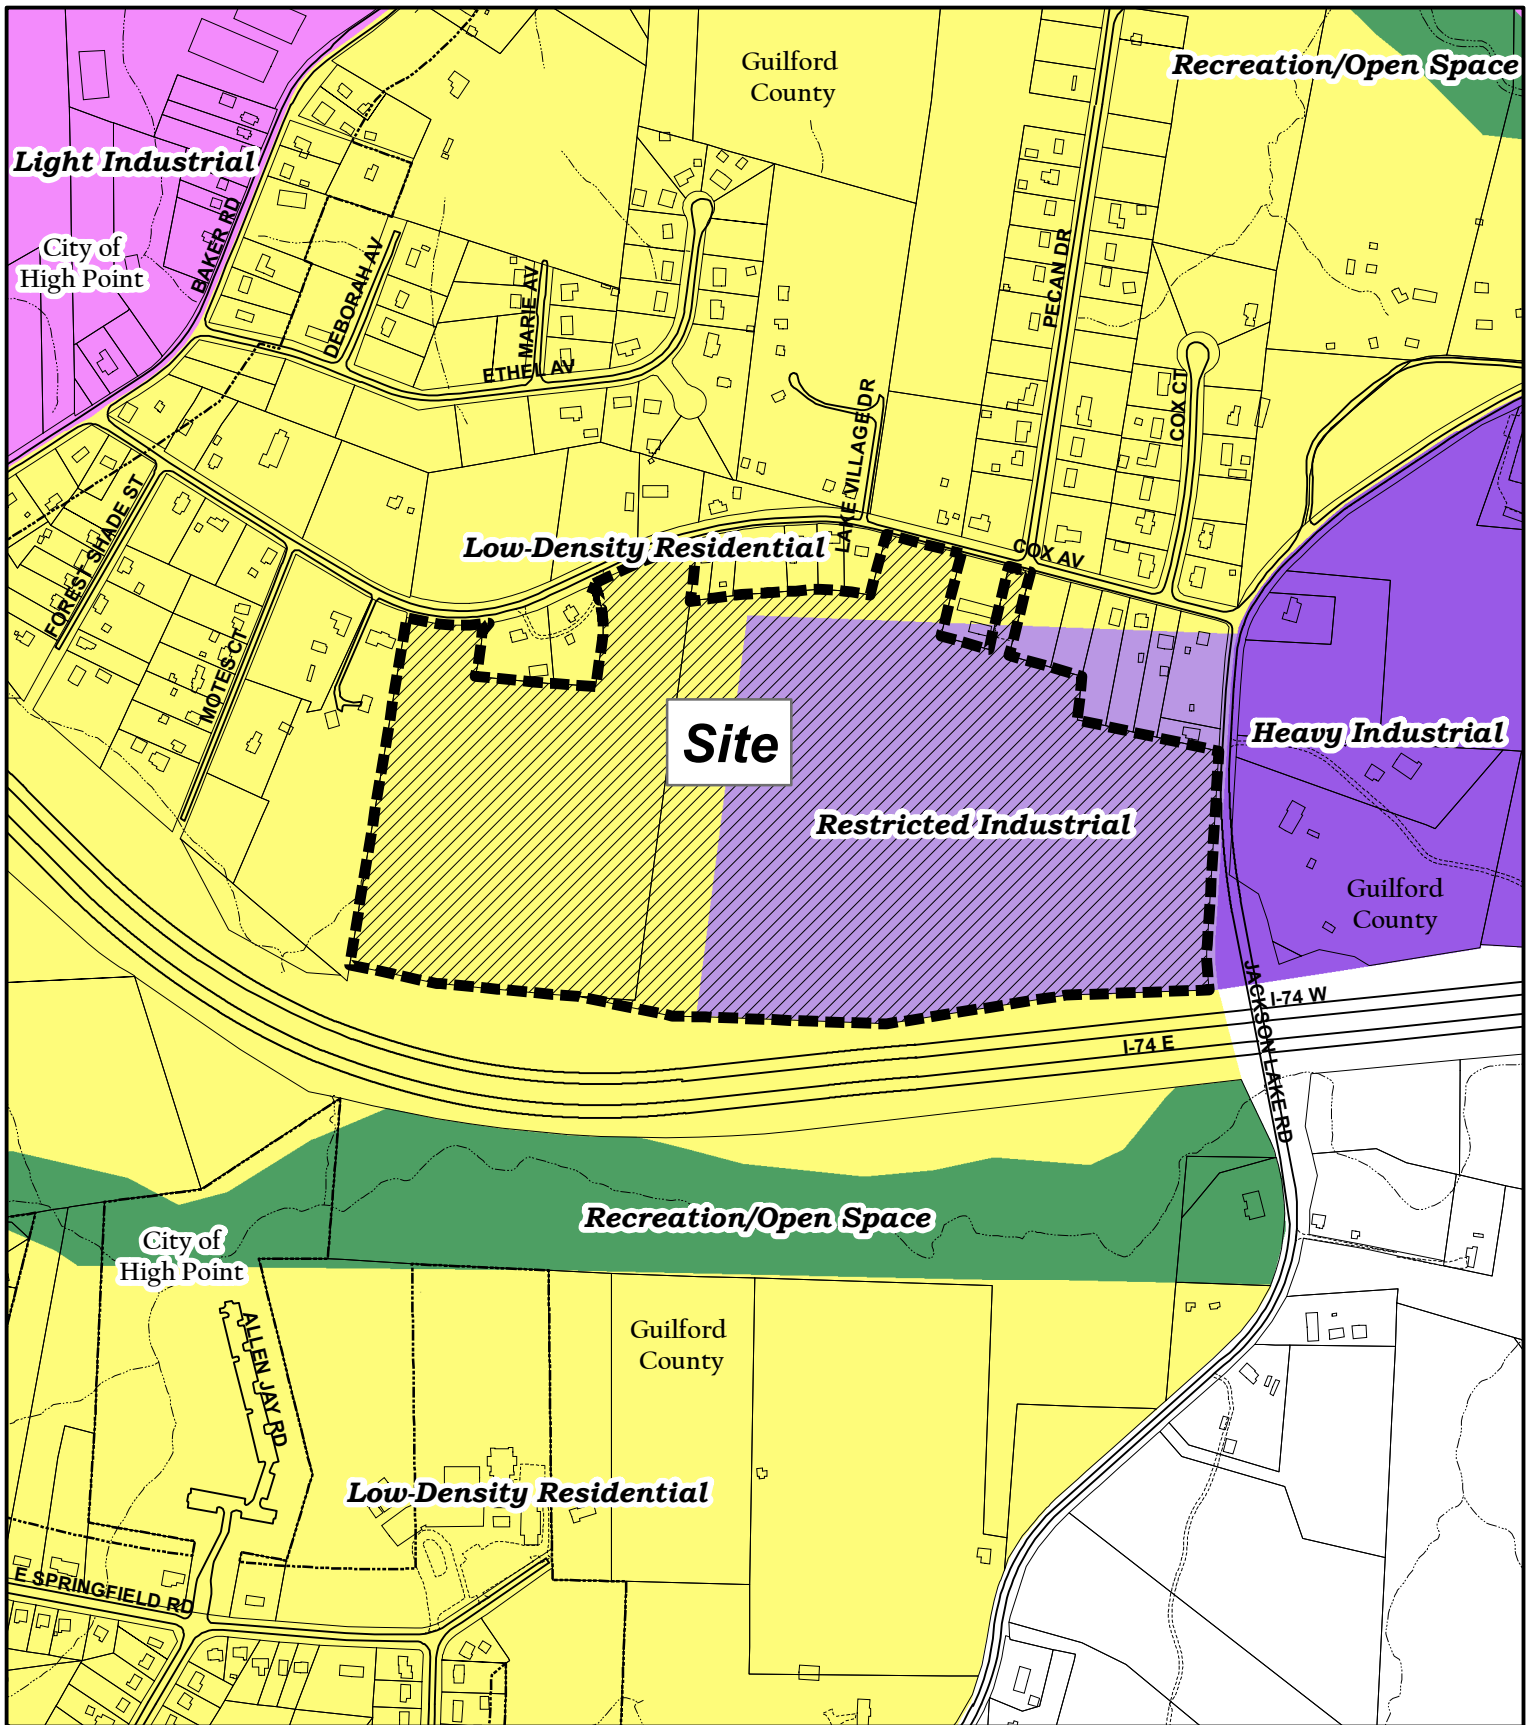 Guilford
County
Recreation/Open Space
Light Industrial
City of
High Point
BAKER RD
DEBORAH AV
MARIE AV
ETHEL AV
PECAN DR
COX CT
LAKE VILLAGE DR
FOREST SHADE ST
Low-Density Residential
COX AV
MOTES CT
Site
Heavy Industrial
Restricted Industrial
Guilford
County
JACKSON LAKE RD
I-74 W
I-74 E
Recreation/Open Space
City of
High Point
Guilford
County
ALLEN JAY RD
Low-Density Residential
E SPRINGFIELD RD